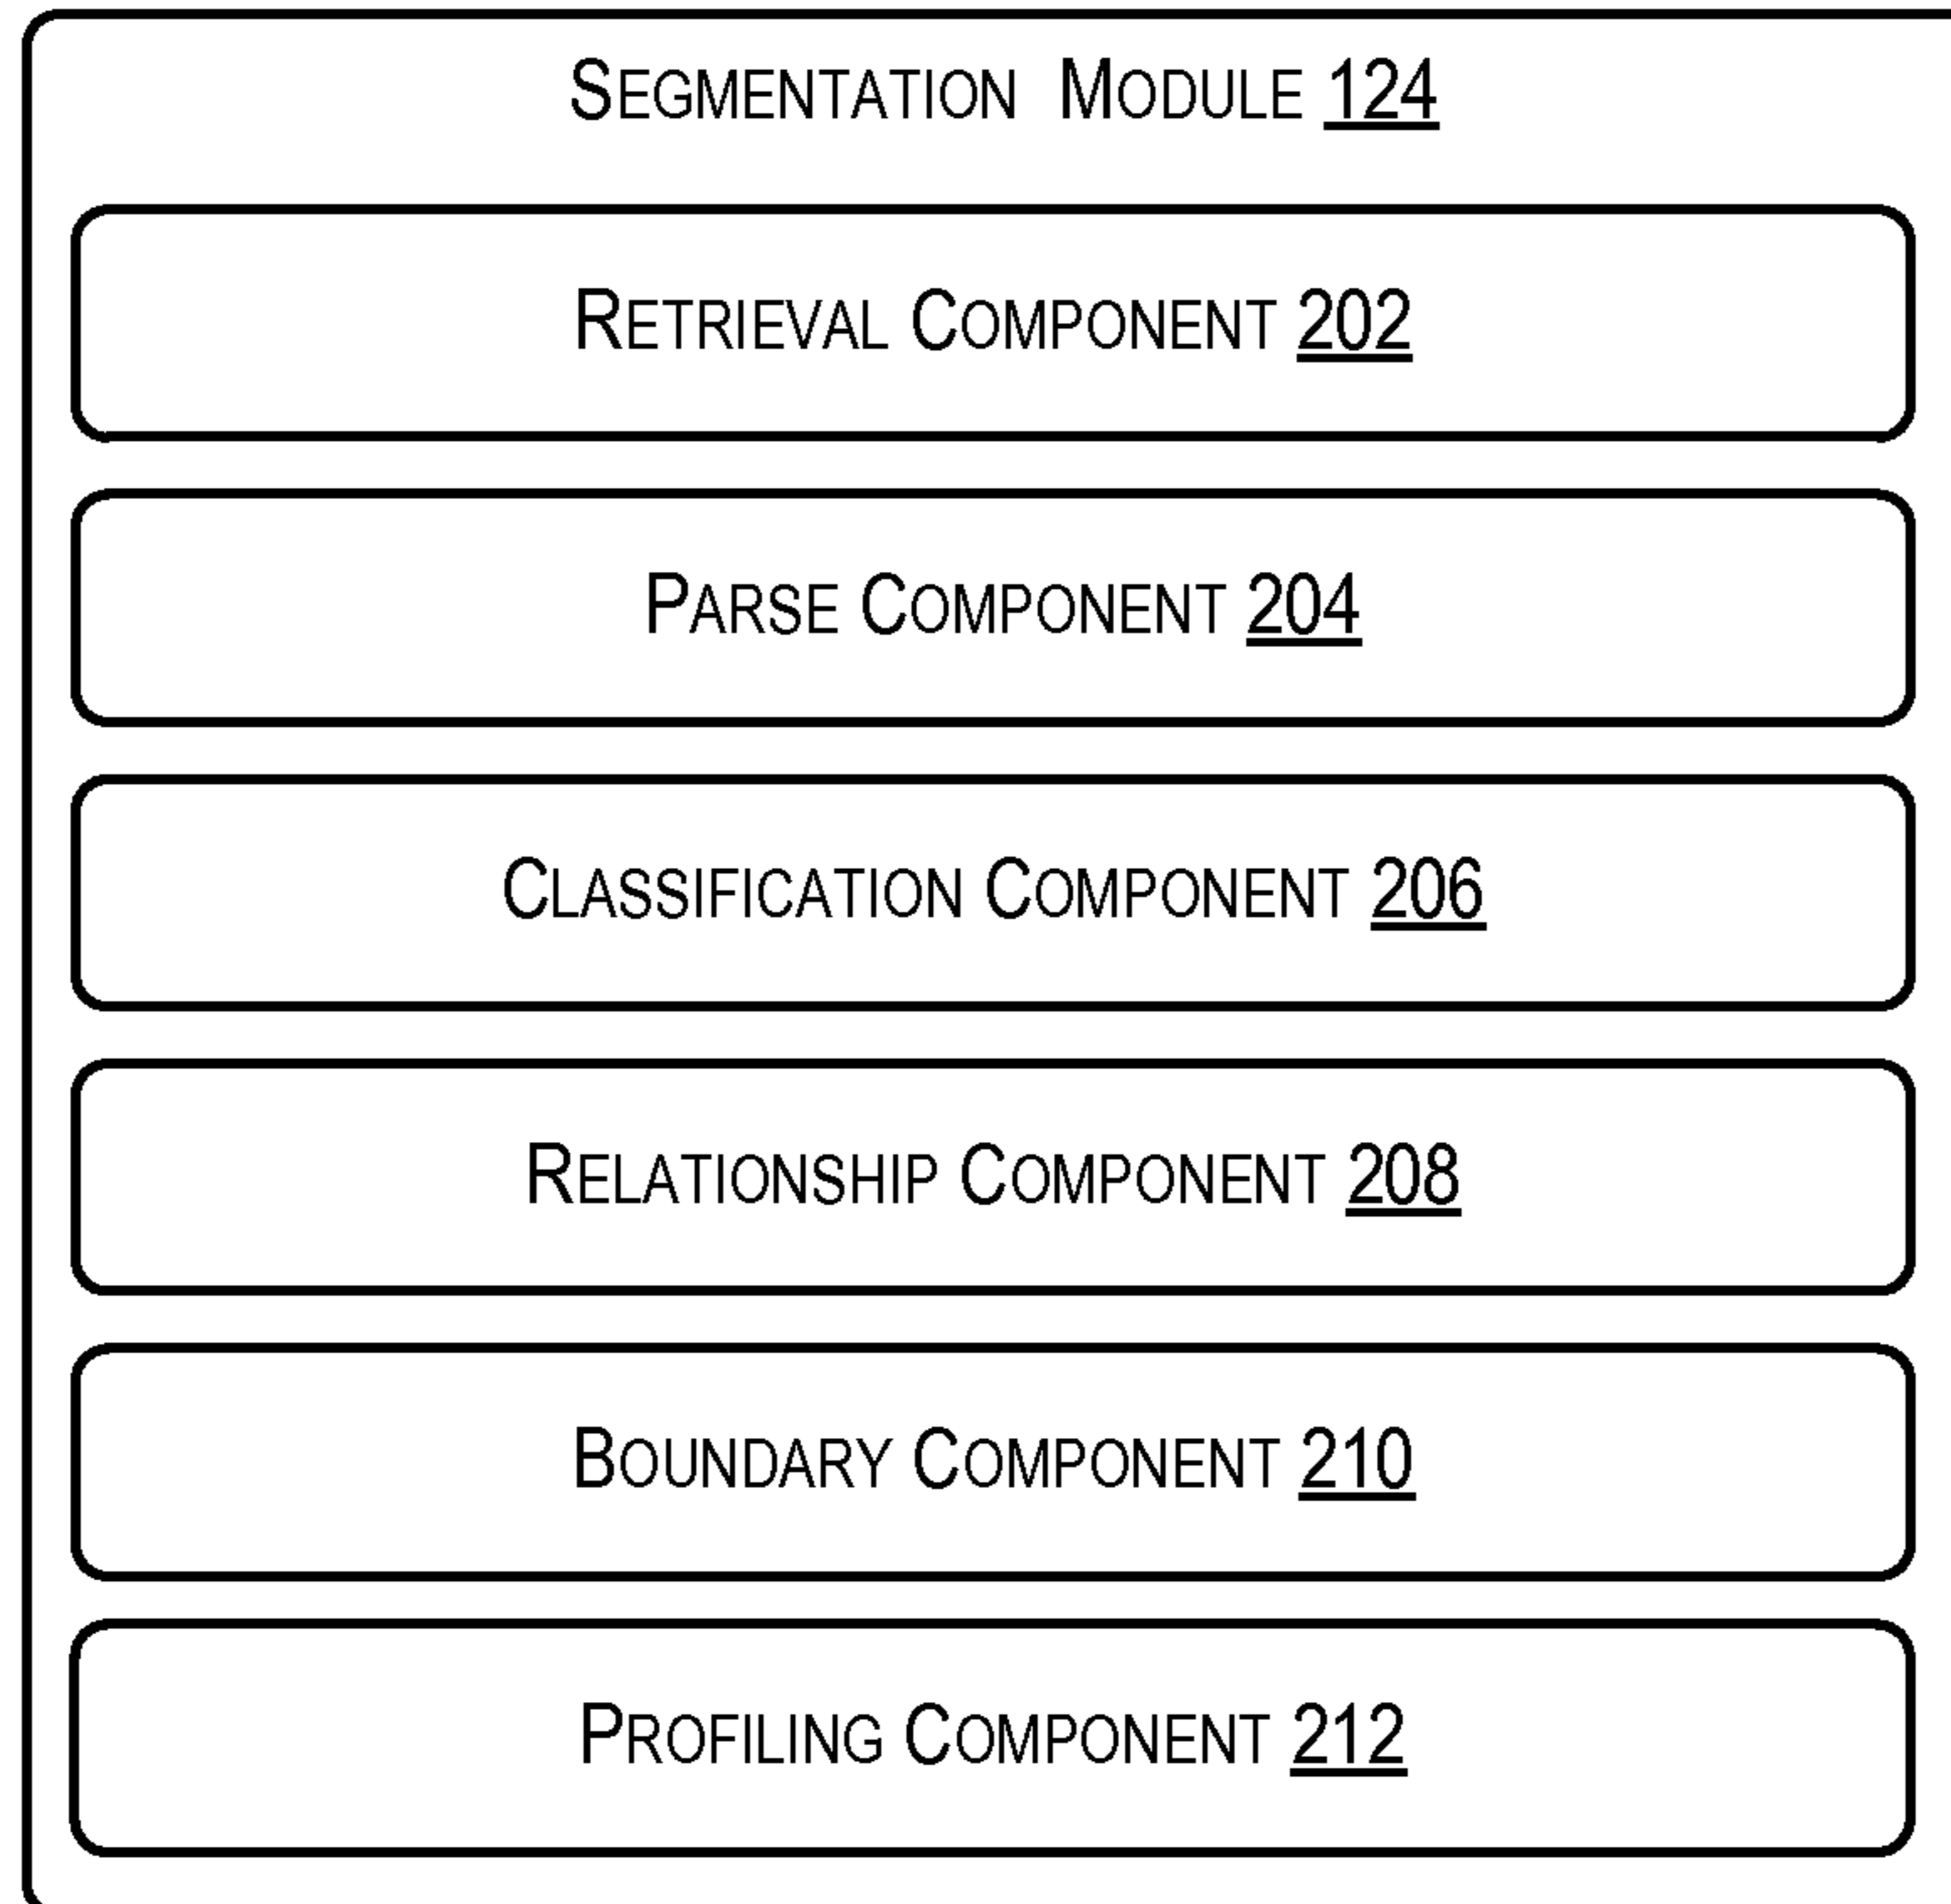 SEGMENTATION MODULE 124
RETRIEVAL COMPONENT 202
PARSE COMPONENT 204
CLASSIFICATION COMPONENT 206
RELATIONSHIP COMPONENT 208
BOUNDARY COMPONENT 210
PROFILING COMPONENT 212